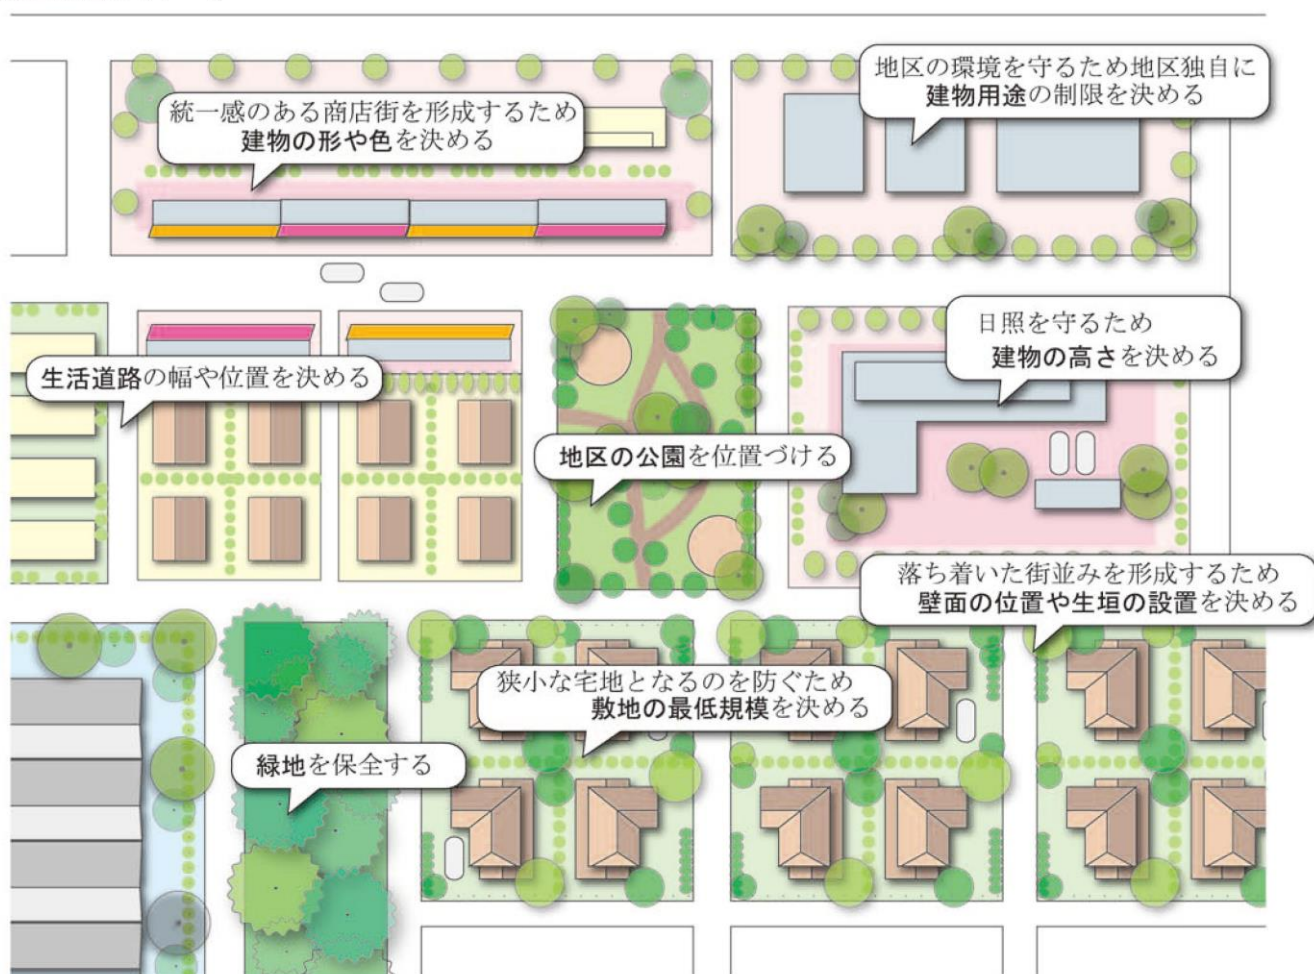 地区の環境を守るため地区独自に
建物用途の制限を決める
統一感のある商店街を形成するため
建物の形や色を決める
日照を守るため
建物の高さを決める
生活道路の幅や位置を決める
地区の公園を位置づける
落ち着いた街並みを形成するため
壁面の位置や生垣の設置を決める
狭小な宅地となるのを防ぐため
敷地の最低規模を決める
緑地を保全する